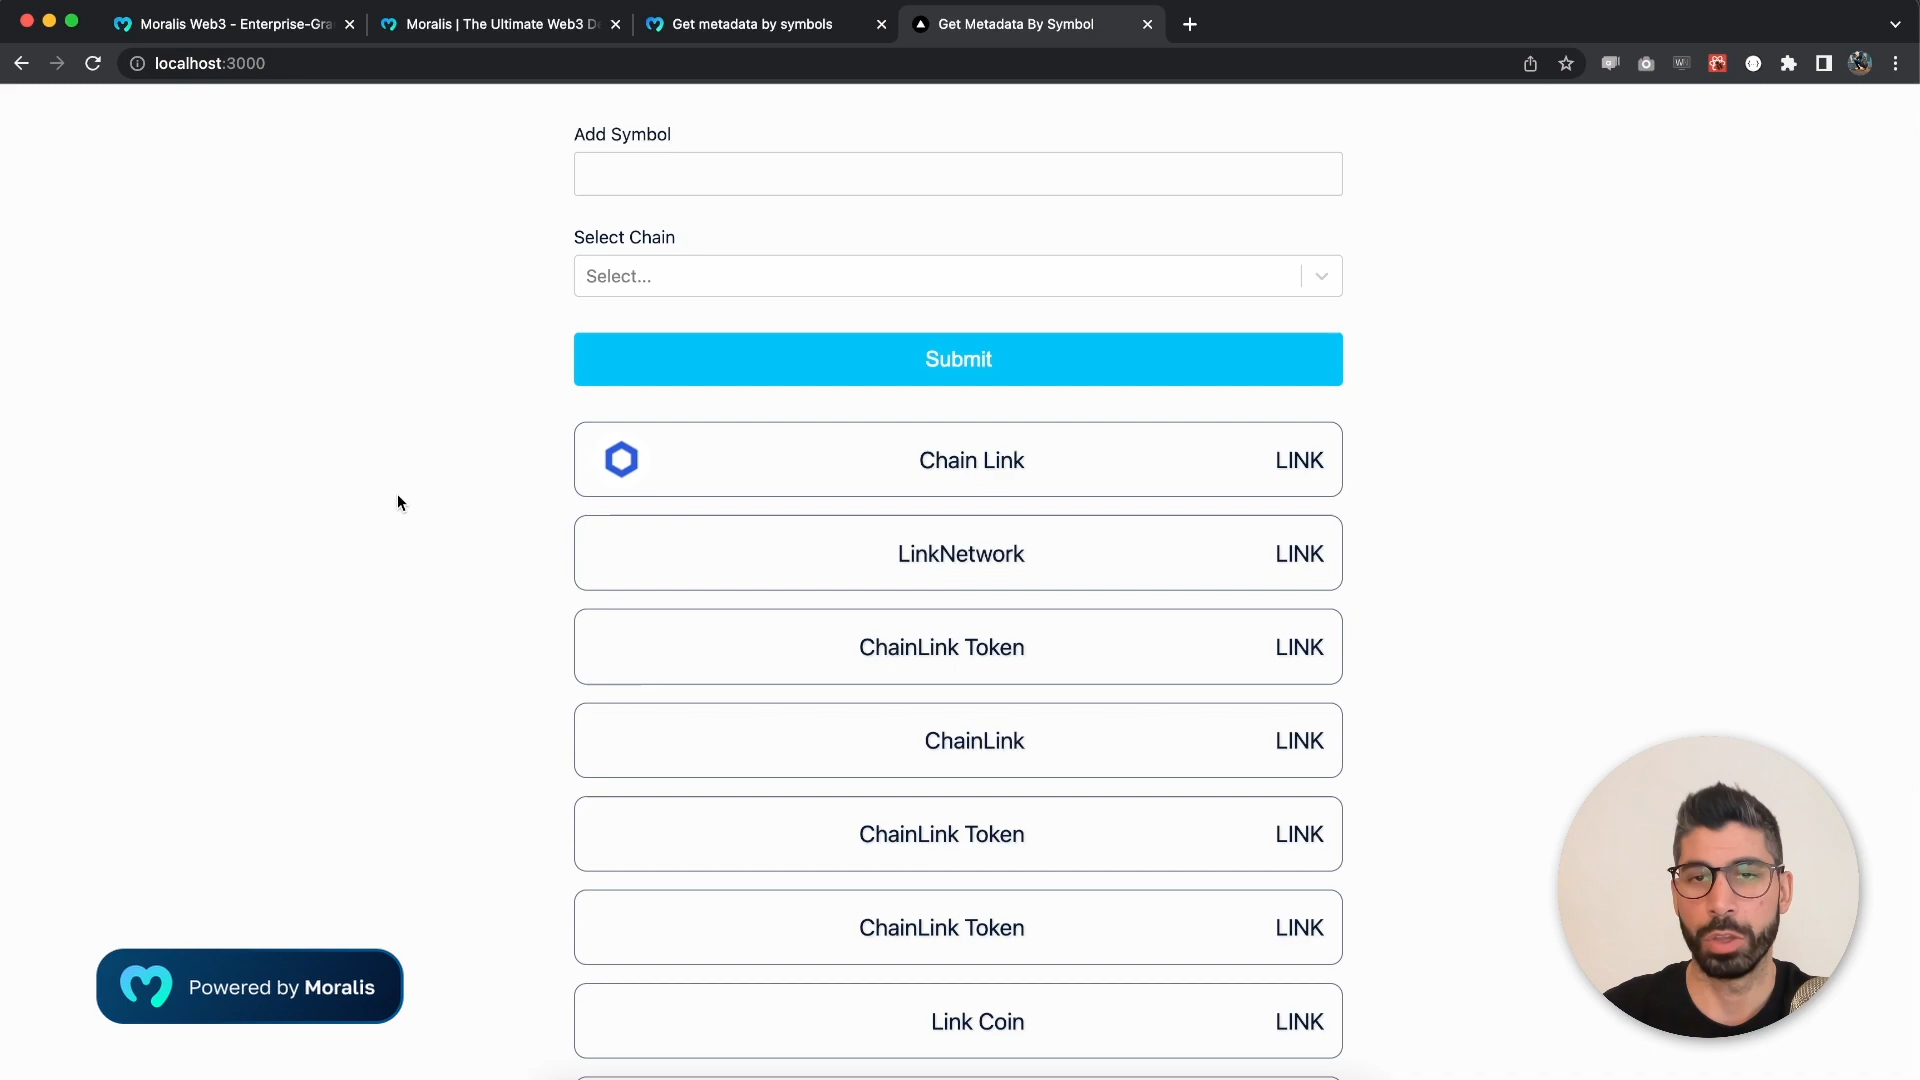 Moralis Web3 - Enterprise-Gra
Moralis | The Ultimate Web3 D
Get metadata by symbols
Get Metadata By Symbol
localhost:3000
Add Symbol
Select Chain
Select...
Submit
Chain Link LINK
LinkNetwork LINK
ChainLink Token LINK
ChainLink LINK
ChainLink Token LINK
ChainLink Token LINK
Link Coin LINK
Powered by Moralis